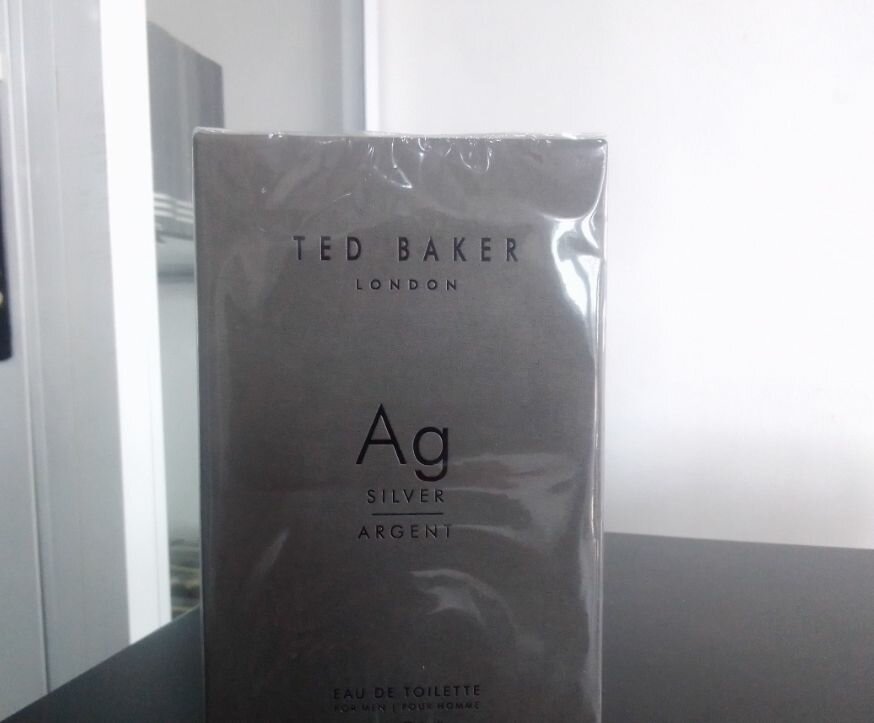 TED BAKER
LONDON
Ag
SILVER
ARGENT
EAU DE TOILETTE
FOR MEN | POUR HOMME